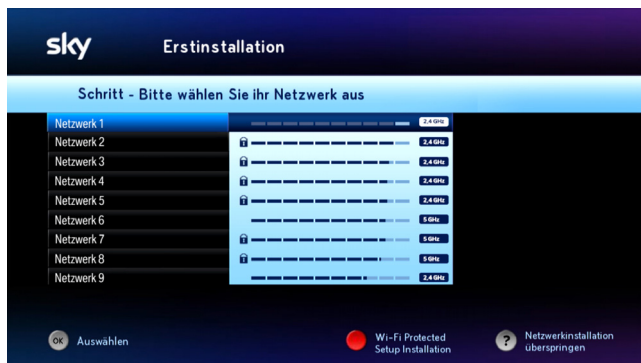 sky Erstinstallation
Schritt - Bitte wählen Sie ihr Netzwerk aus
Netzwerk 1 2,4 GHz
Netzwerk 2 2,4 GHz
Netzwerk 3 2,4 GHz
Netzwerk 4 2,4 GHz
Netzwerk 5 2,4 GHz
Netzwerk 6 5 GHz
Netzwerk 7 5 GHz
Netzwerk 8 5 GHz
Netzwerk 9 2,4 GHz
OK Auswählen
Wi-Fi Protected
Setup Installation
? Netzwerkinstallation
überspringen